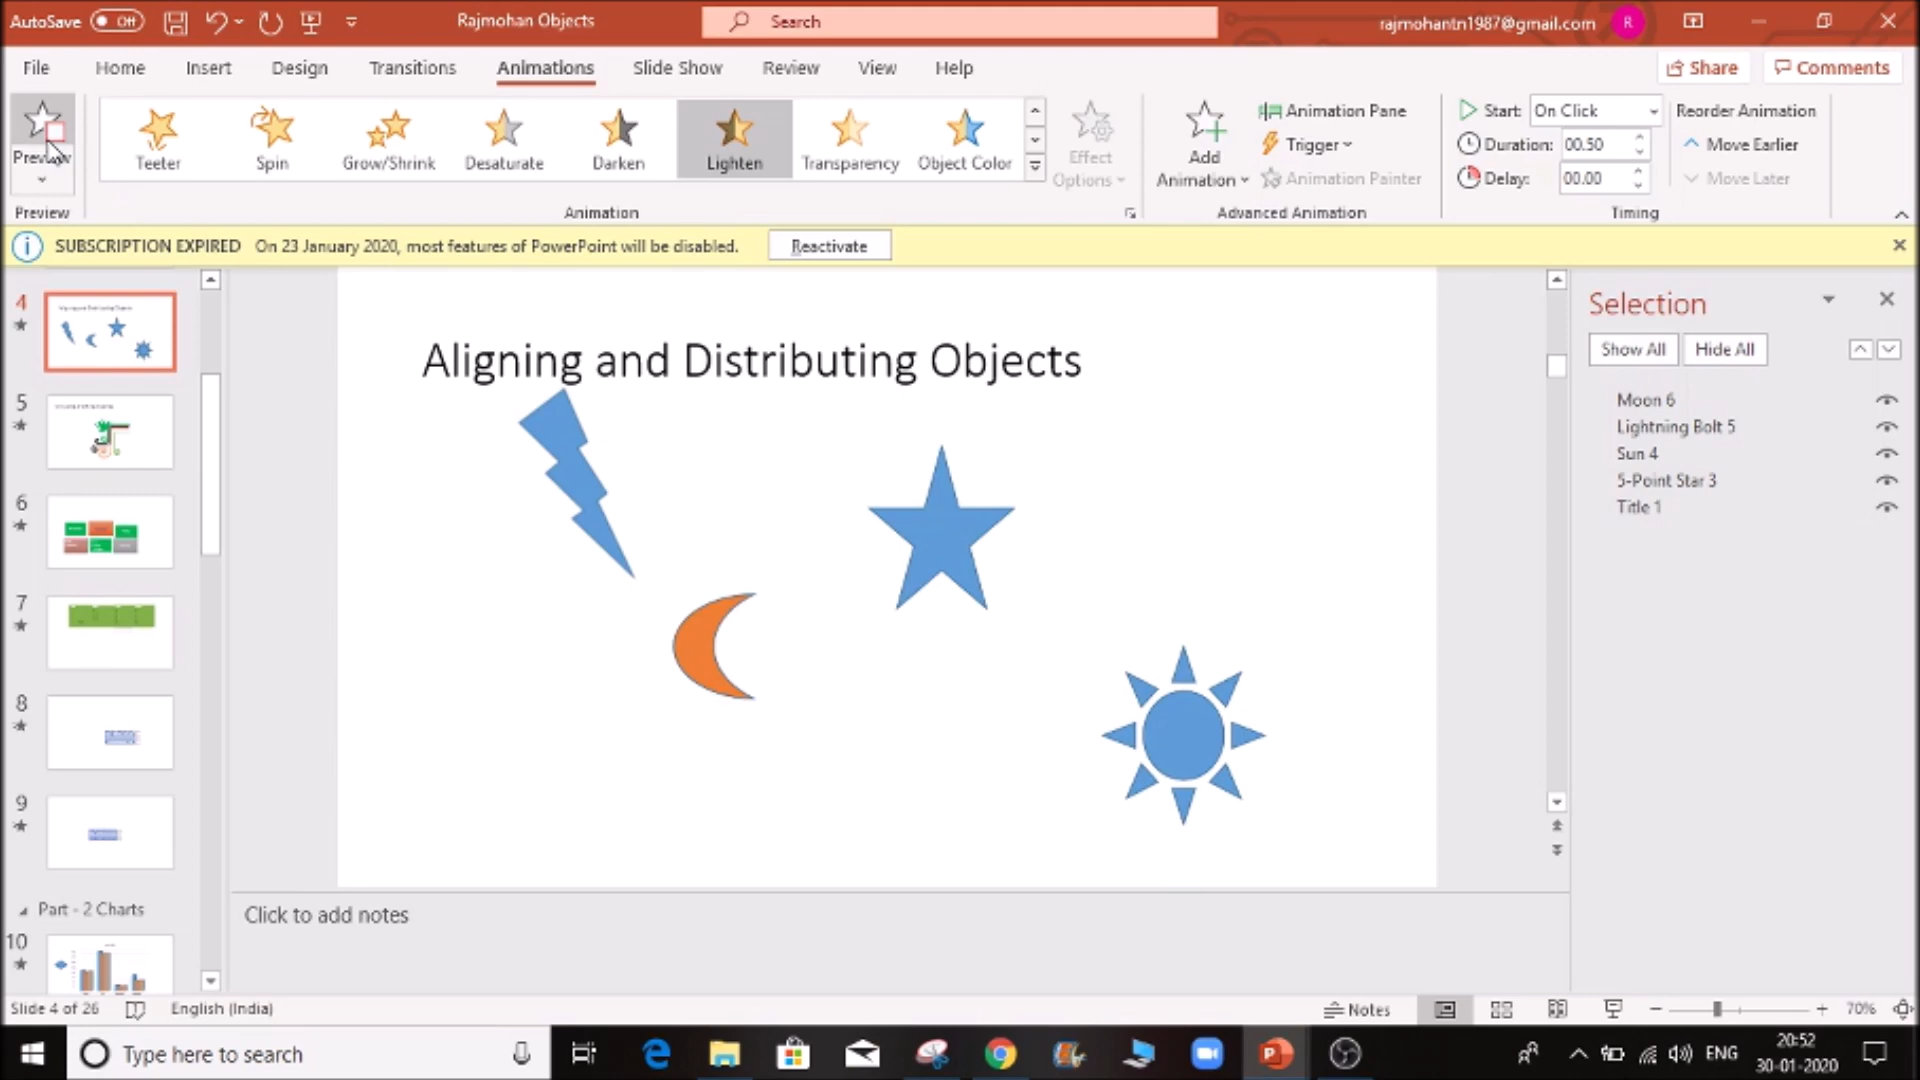 AutoSave Off Rajmohan Objects Search rajmohantn1987@gmail.com R
File Home Insert Design Transitions Animations Slide Show Review View Help Share Comments
Preview
Teeter Spin Grow/Shrink Desaturate Darken Lighten Transparency Object Color
Effect Options
Add Animation
Animation Pane
Trigger
Animation Painter
Start: On Click
Duration: 00.50
Delay: 00.00
Reorder Animation
Move Earlier
Move Later
Preview Animation Advanced Animation Timing
SUBSCRIPTION EXPIRED On 23 January 2020, most features of PowerPoint will be disabled. Reactivate
4
5
6
7
8
9
Part - 2 Charts
10
Aligning and Distributing Objects
Click to add notes
Selection
Show All Hide All
Moon 6
Lightning Bolt 5
Sun 4
5-Point Star 3
Title 1
Slide 4 of 26 English (India) Notes 70%
Type here to search
ENG
20:52
30-01-2020